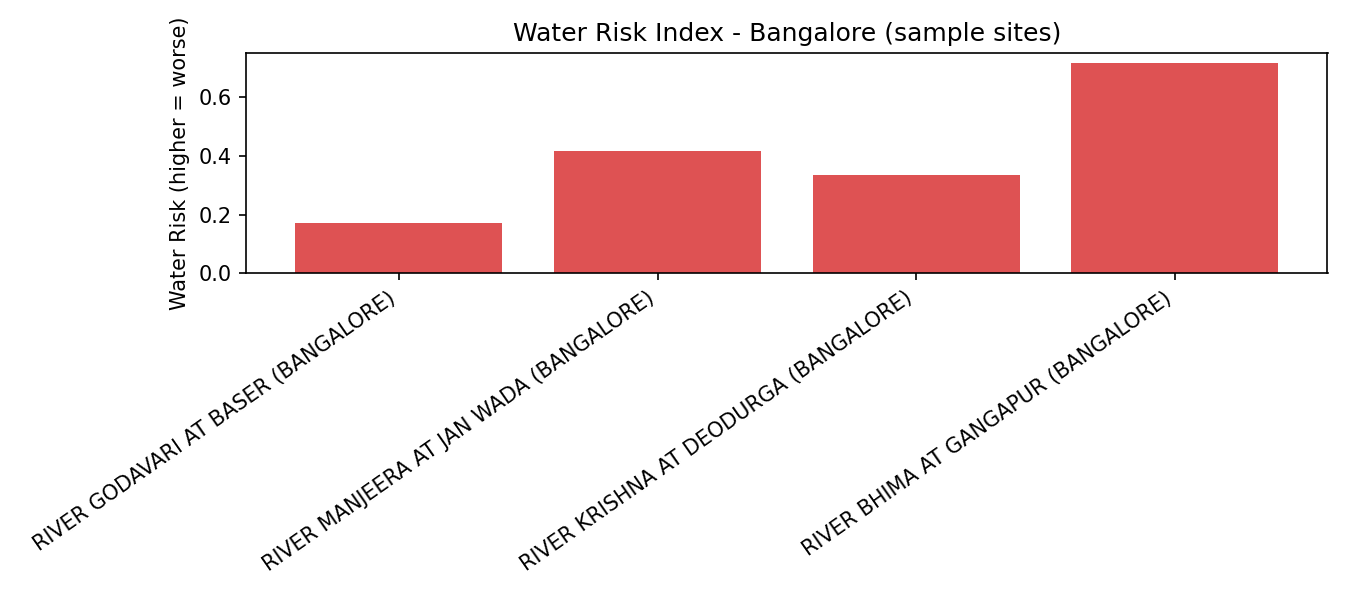 Water Risk Index - Bangalore (sample sites)
Water Risk (higher = worse)
0.6
0.4
0.2
0.0
RIVER GODAVARI AT BASER (BANGALORE)
RIVER MANJEERA AT JAN WADA (BANGALORE)
RIVER KRISHNA AT DEODURGA (BANGALORE)
RIVER BHIMA AT GANGAPUR (BANGALORE)